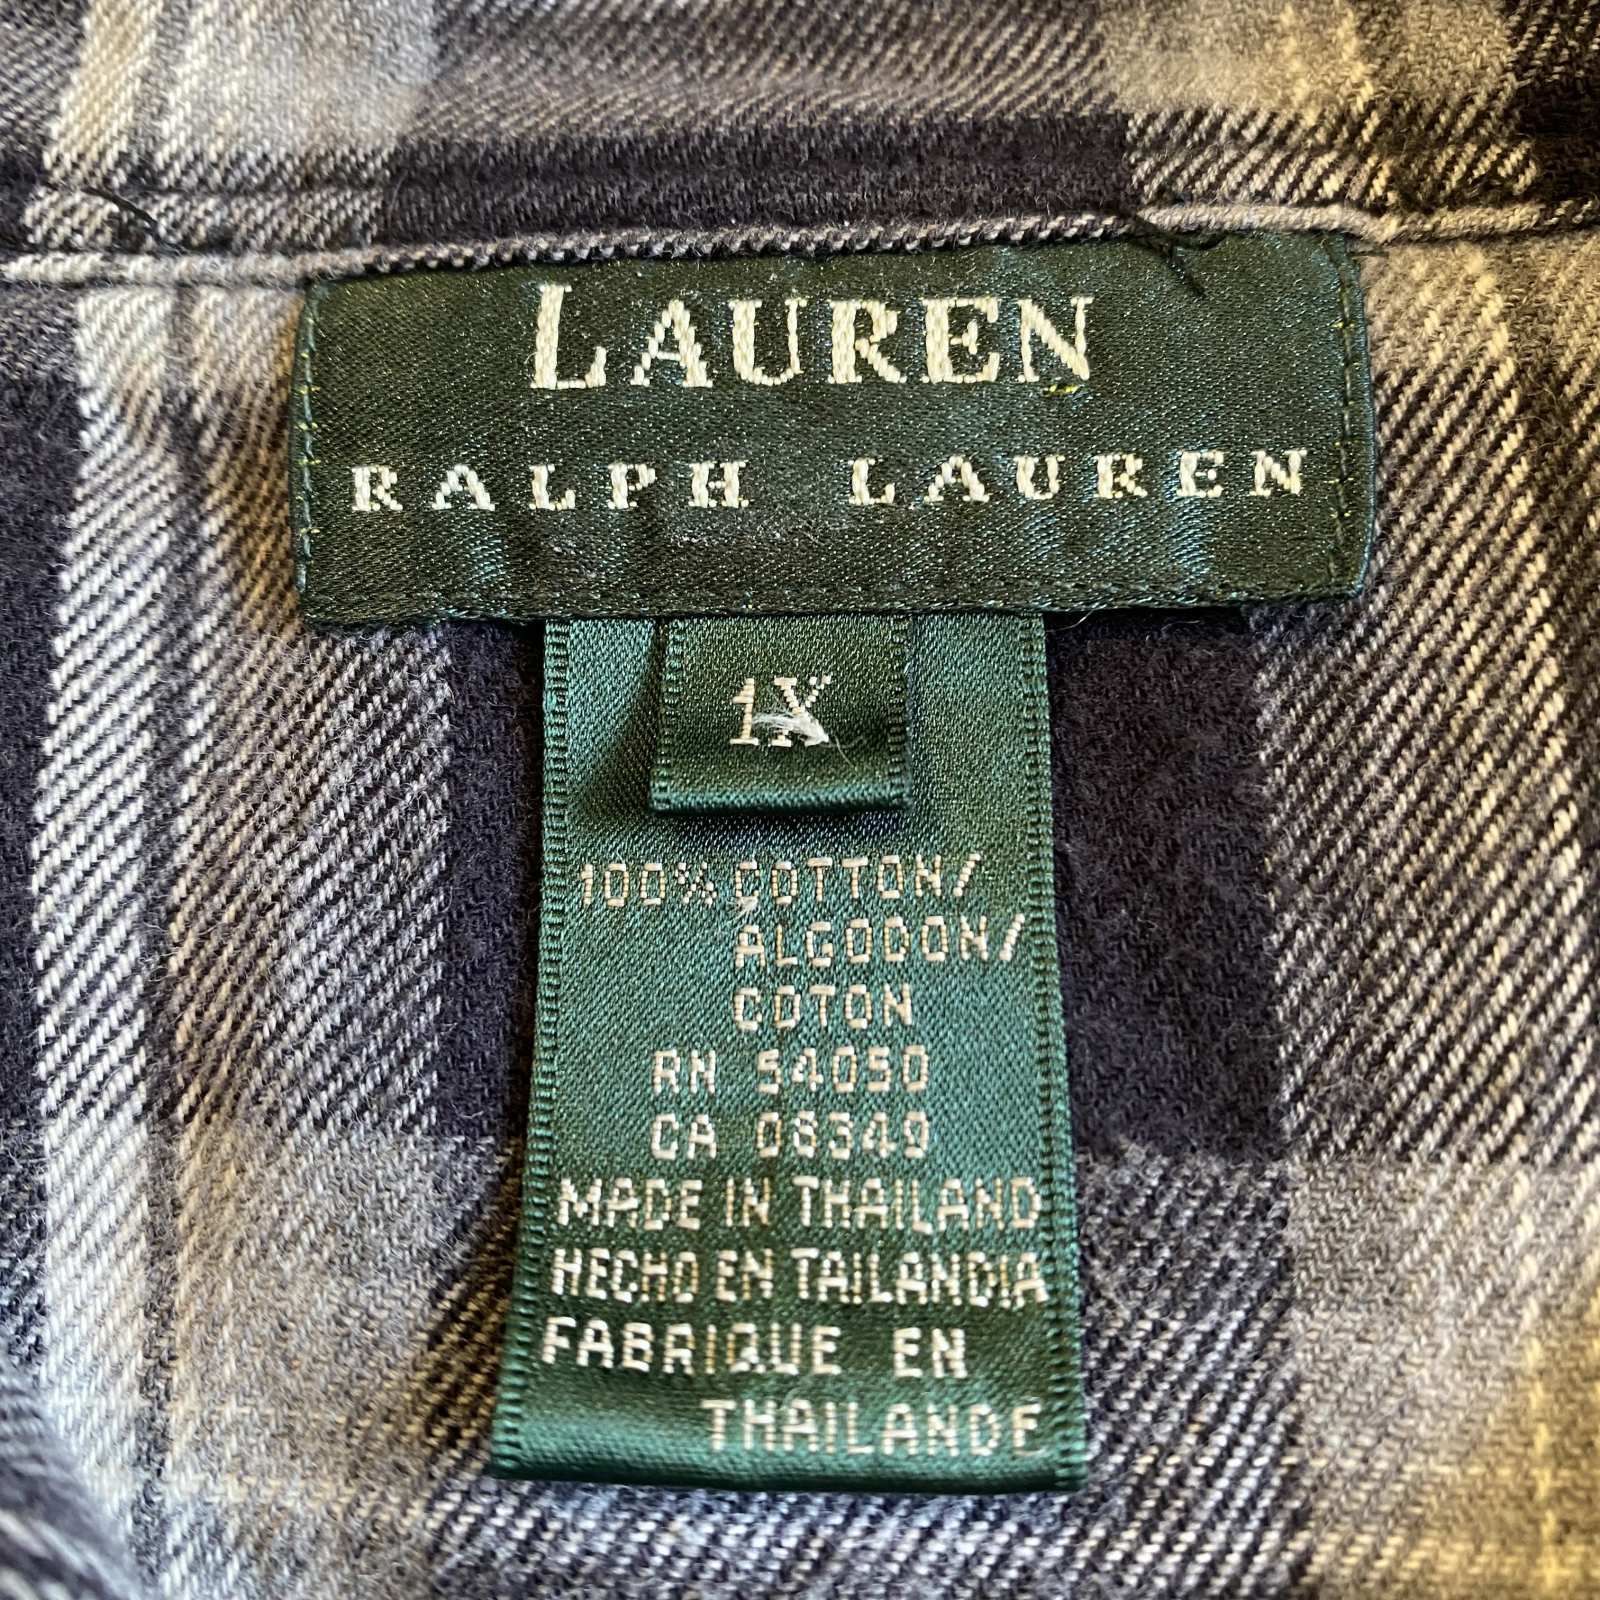 LAUREN
RALPH LAUREN
1X
100% COTTON/
ALGODON/
COTON
RN 54050
CA 08349
MADE IN THAILAND
HECHO EN TAILANDIA
FABRIQUE EN
THAILANDE